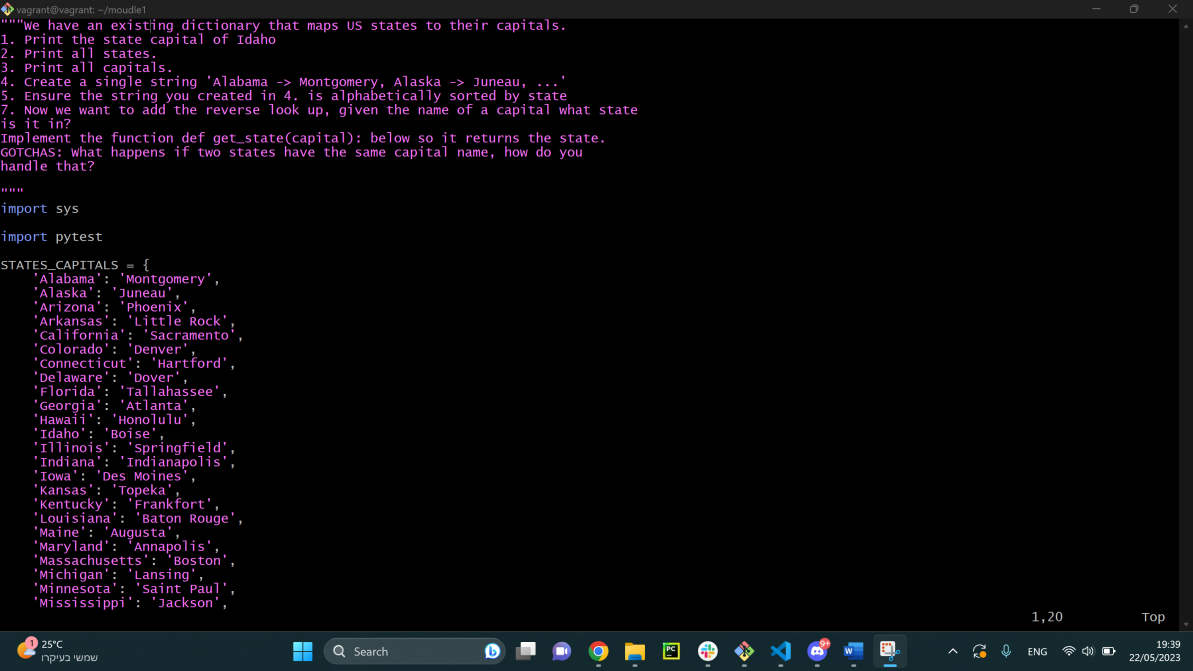 vagrant@vagrant: ~/moudle1
"""We have an existing dictionary that maps US states to their capitals.
1. Print the state capital of Idaho
2. Print all states.
3. Print all capitals.
4. Create a single string 'Alabama -> Montgomery, Alaska -> Juneau, ...'
5. Ensure the string you created in 4. is alphabetically sorted by state
7. Now we want to add the reverse look up, given the name of a capital what state
is it in?
Implement the function def get_state(capital): below so it returns the state.
GOTCHAS: What happens if two states have the same capital name, how do you
handle that?
"""
import sys
import pytest
STATES_CAPITALS = {
'Alabama': 'Montgomery',
'Alaska': 'Juneau',
'Arizona': 'Phoenix',
'Arkansas': 'Little Rock',
'California': 'Sacramento',
'Colorado': 'Denver',
'Connecticut': 'Hartford',
'Delaware': 'Dover',
'Florida': 'Tallahassee',
'Georgia': 'Atlanta',
'Hawaii': 'Honolulu',
'Idaho': 'Boise',
'Illinois': 'Springfield',
'Indiana': 'Indianapolis',
'Iowa': 'Des Moines',
'Kansas': 'Topeka',
'Kentucky': 'Frankfort',
'Louisiana': 'Baton Rouge',
'Maine': 'Augusta',
'Maryland': 'Annapolis',
'Massachusetts': 'Boston',
'Michigan': 'Lansing',
'Minnesota': 'Saint Paul',
'Mississippi': 'Jackson',
1,20 Top
1
25°C
שמשי בעיקרו
Search
PC
9+
W
ENG
19:39
22/05/2023